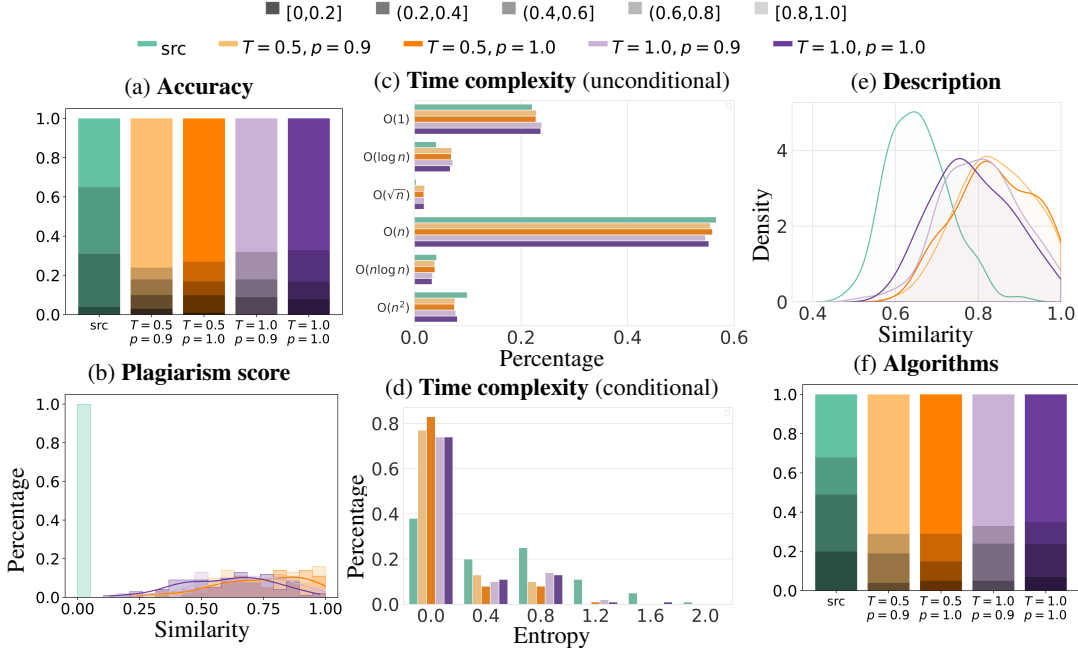 [0,0.2] (0.2,0.4] (0.4,0.6] (0.6,0.8] [0.8,1.0]
src T = 0.5, p = 0.9 T = 0.5, p = 1.0 T = 1.0, p = 0.9 T = 1.0, p = 1.0
(a) Accuracy
1.0
0.8
0.6
0.4
0.2
0.0
src T = 0.5 T = 0.5 T = 1.0 T = 1.0
p = 0.9 p = 1.0 p = 0.9 p = 1.0
(b) Plagiarism score
Percentage
1.0
0.8
0.6
0.4
0.2
0.0
0.00 0.25 0.50 0.75 1.00
Similarity
(c) Time complexity (unconditional)
O(1)
O(log n)
O(√n)
O(n)
O(nlog n)
O(n²)
0.0 0.2 0.4 0.6
Percentage
(d) Time complexity (conditional)
Percentage
0.8
0.6
0.4
0.2
0.0
0.0 0.4 0.8 1.2 1.6 2.0
Entropy
(e) Description
Density
4
2
0
0.4 0.6 0.8 1.0
Similarity
(f) Algorithms
1.0
0.8
0.6
0.4
0.2
0.0
src T = 0.5 T = 0.5 T = 1.0 T = 1.0
p = 0.9 p = 1.0 p = 0.9 p = 1.0